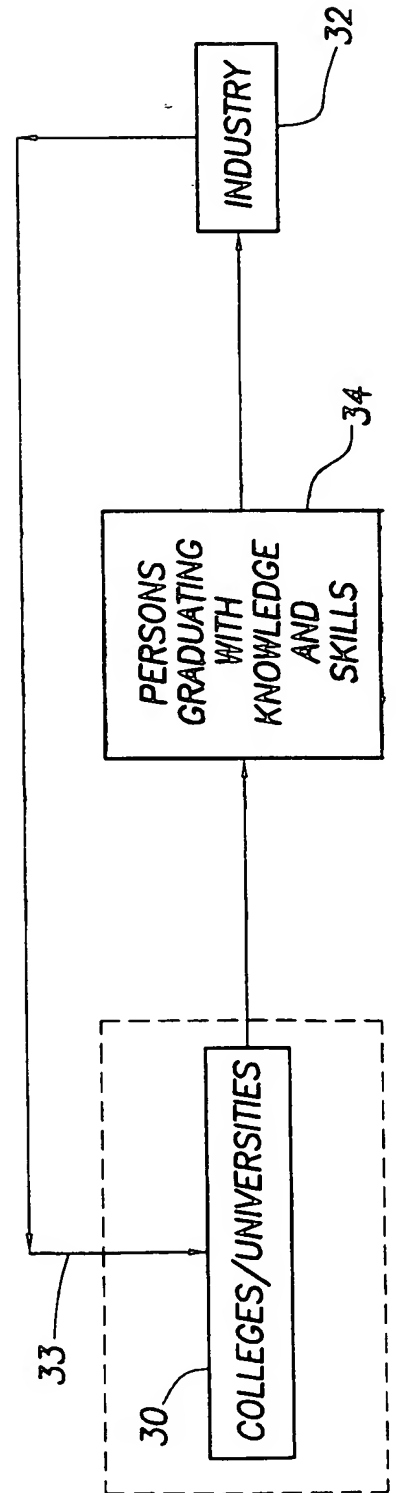 33
30
COLLEGES/UNIVERSITIES
PERSONS
GRADUATING
WITH
KNOWLEDGE
AND
SKILLS
34
INDUSTRY
32